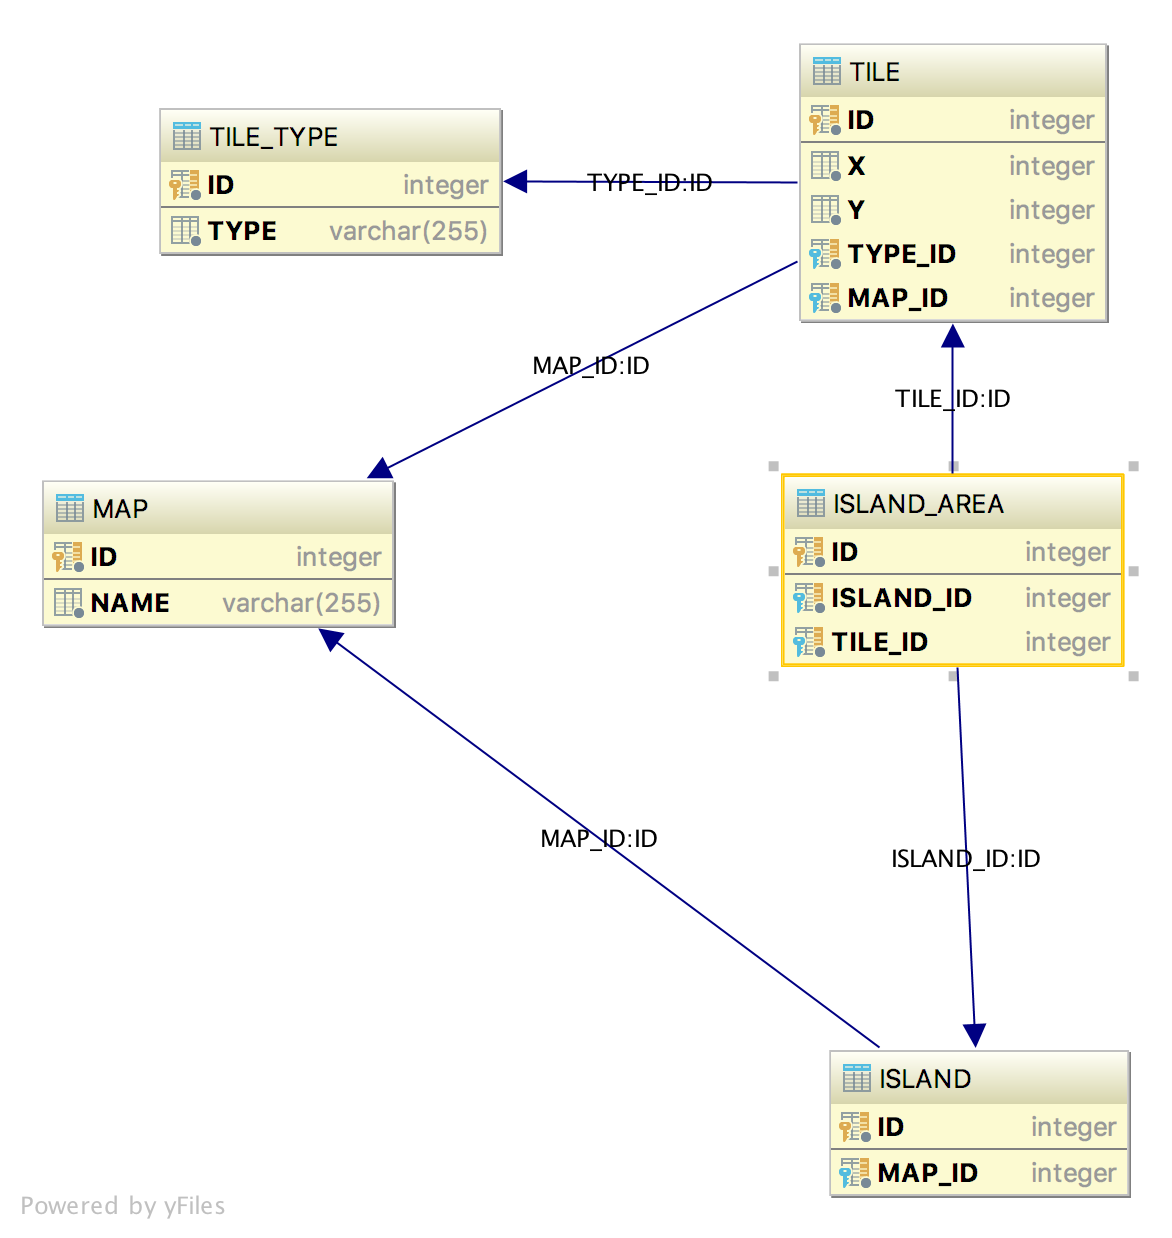 TILE
ID integer
X integer
Y integer
TYPE_ID integer
MAP_ID integer
TILE_TYPE
ID integer
TYPE varchar(255)
TYPE_ID:ID
MAP_ID:ID
TILE_ID:ID
MAP
ID integer
NAME varchar(255)
ISLAND_AREA
ID integer
ISLAND_ID integer
TILE_ID integer
MAP_ID:ID
ISLAND_ID:ID
ISLAND
ID integer
MAP_ID integer
Powered by yFiles